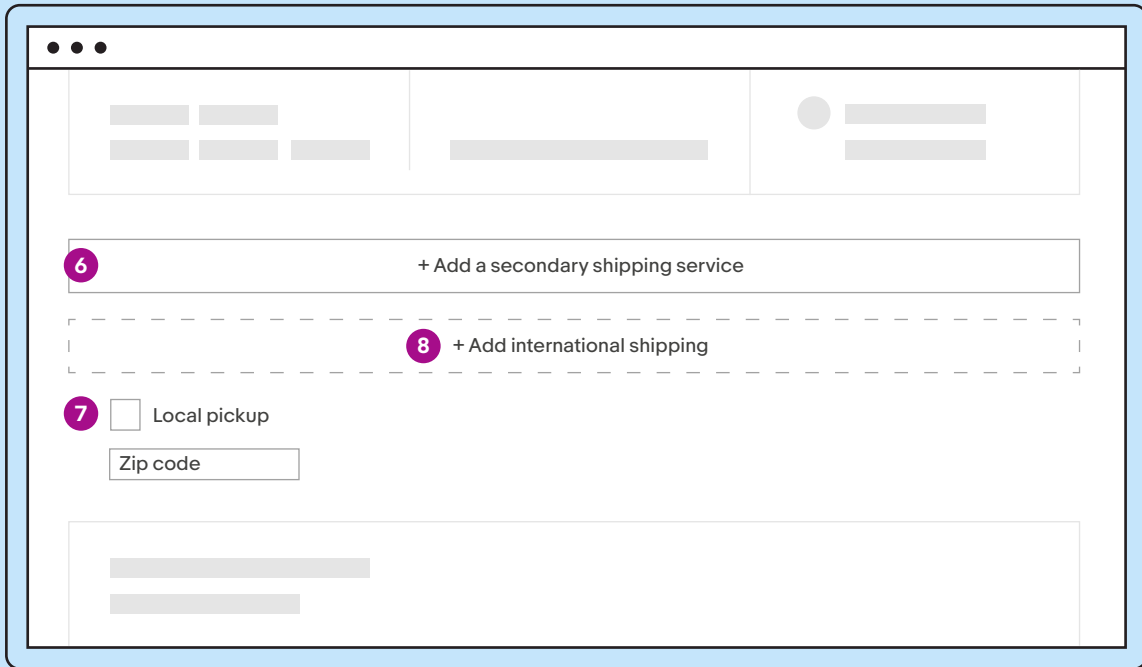 6 + Add a secondary shipping service
8 + Add international shipping
7 Local pickup
Zip code